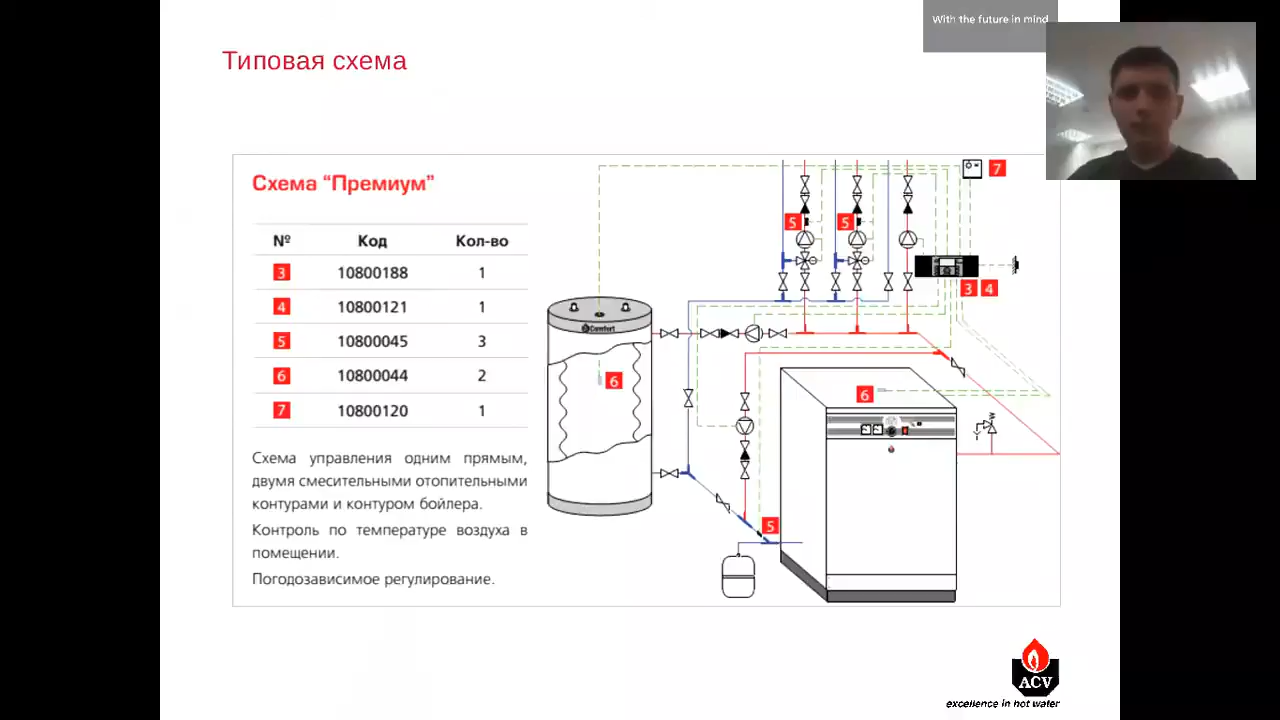 With the future in mind
Типовая схема
Схема “Премиум”
№ Код Кол-во
3 10800188 1
4 10800121 1
5 10800045 3
6 10800044 2
7 10800120 1
Схема управления одним прямым,
двумя смесительными отопительными
контурами и контуром бойлера.
Контроль по температуре воздуха в
помещении.
Погодозависимое регулирование.
7
5 5
3 4
Comfort
6
6
5
ACV
excellence in hot water